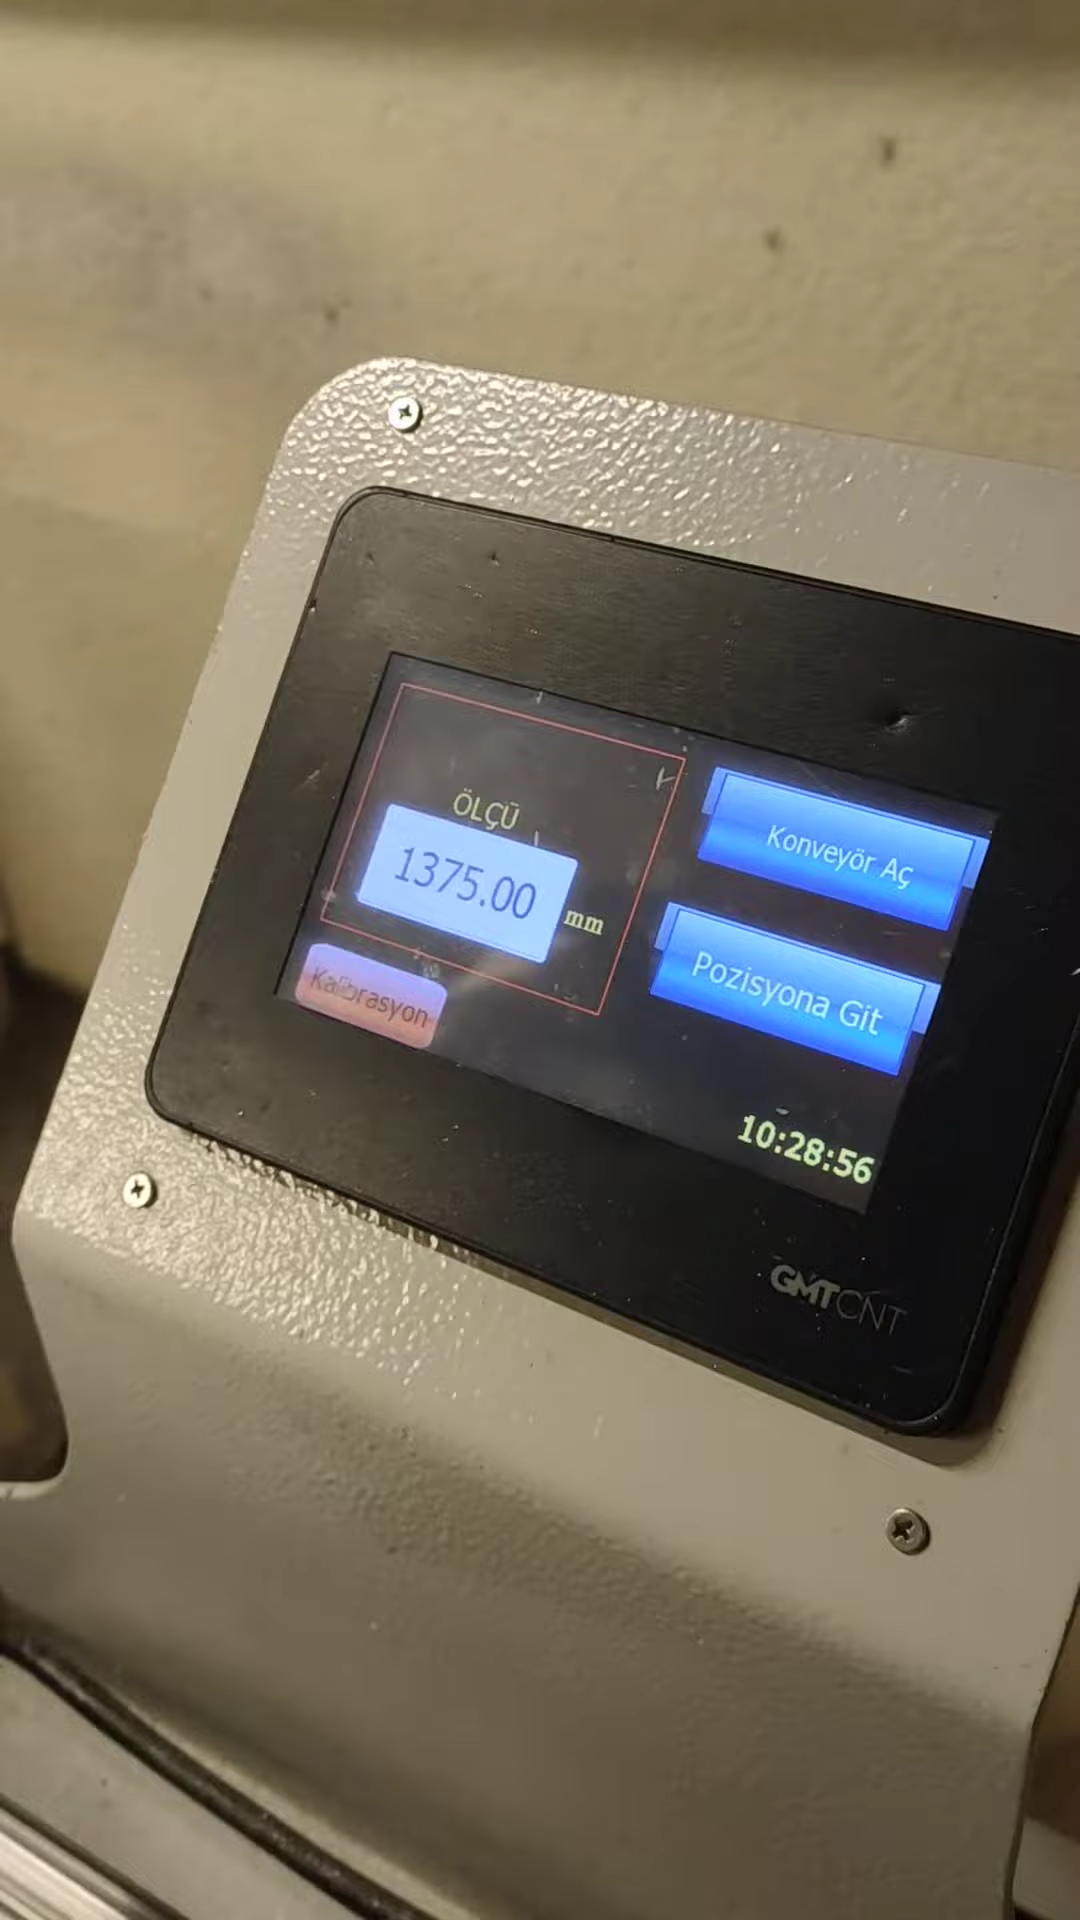 ÖLÇÜ
1375.00
mm
Kalibrasyon
Konveyör Aç
Pozisyona Git
10:28:56
GMTCNT